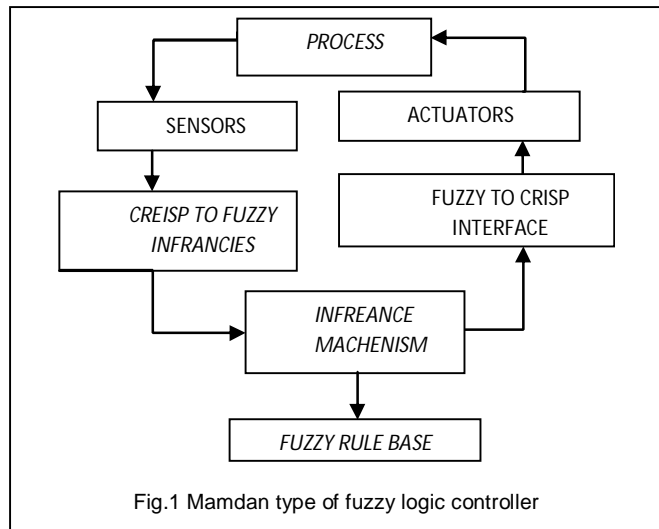 PROCESS
SENSORS
ACTUATORS
CREISP TO FUZZY
INFRANCIES
FUZZY TO CRISP
INTERFACE
INFREANCE
MACHENISM
FUZZY RULE BASE
Fig.1 Mamdan type of fuzzy logic controller